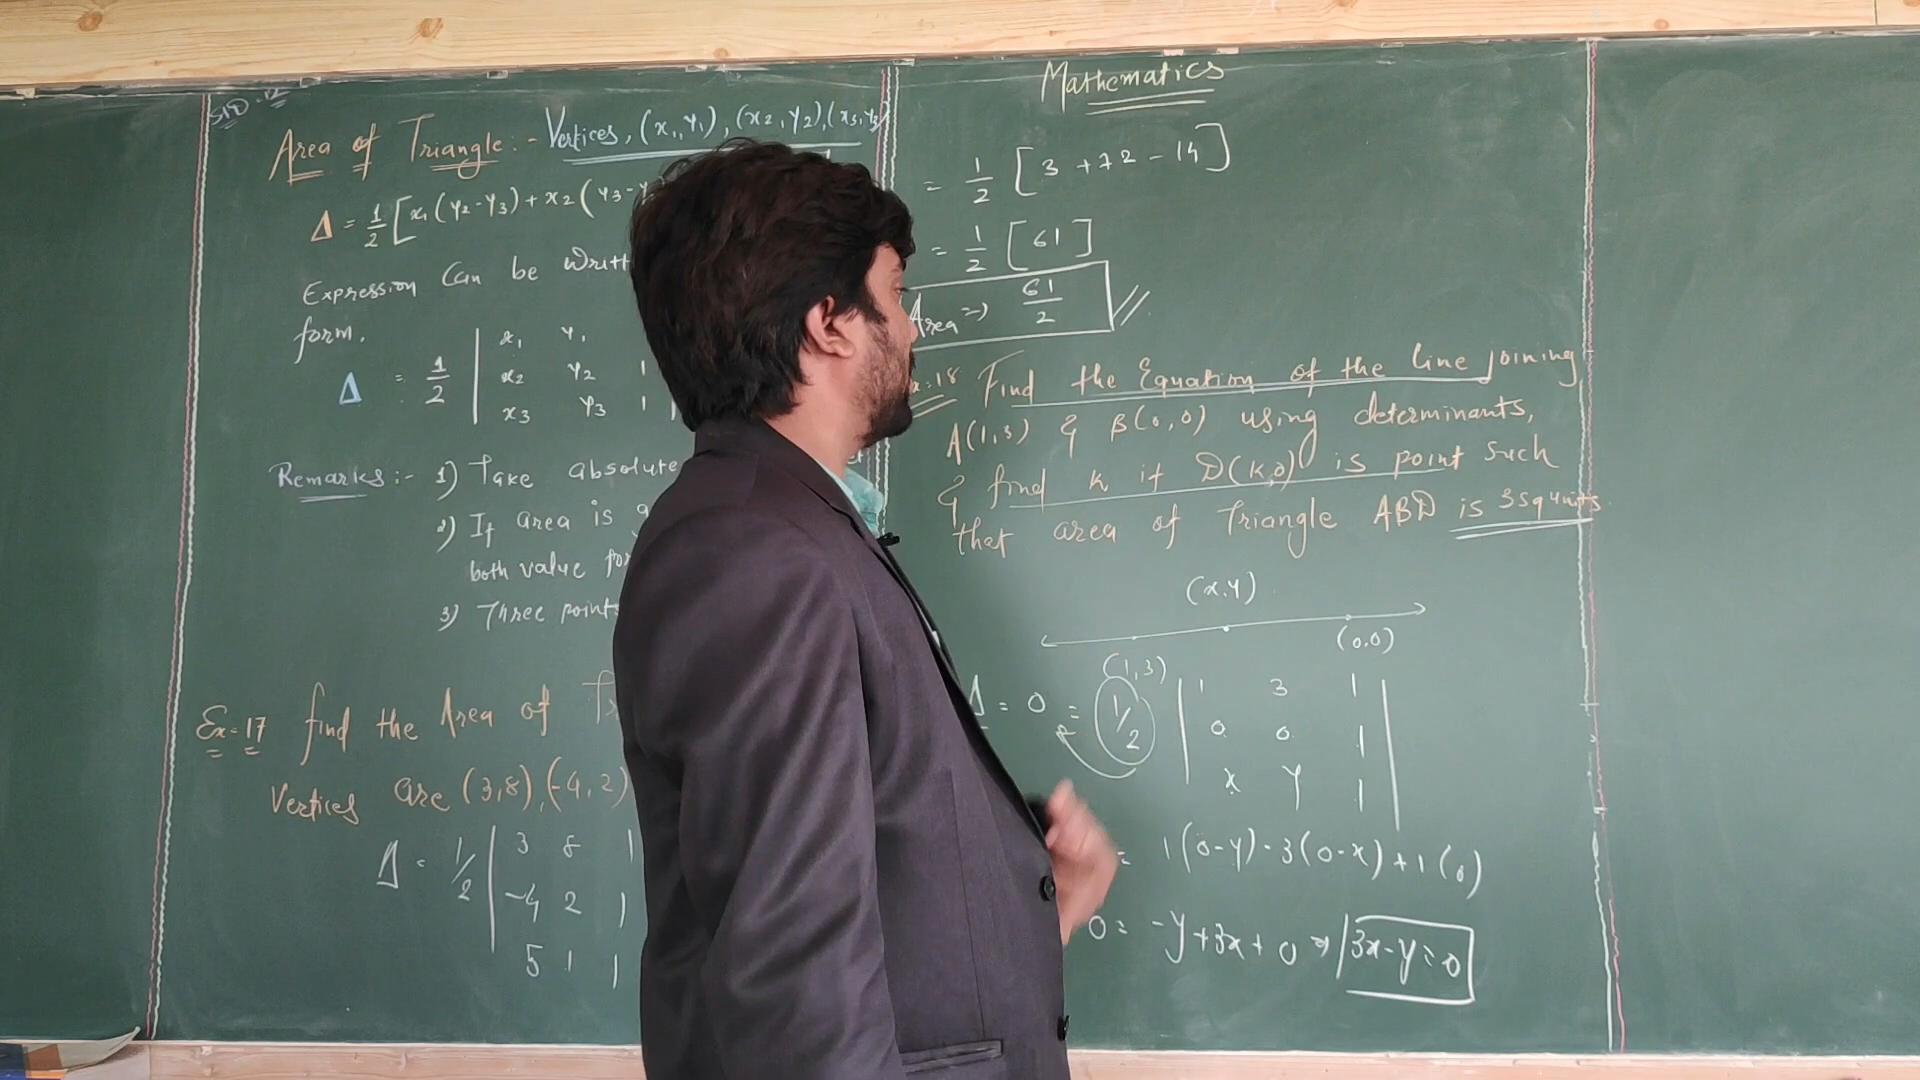 STD-12
Area of Triangle :- Vertices, (x₁,y₁), (x₂,y₂), (x₃,y₃)
Δ = 1/2 [x₁(y₂-y₃)+x₂(y₃-
Expression Can be
form.
Δ = 1/2 | x₁ y₁
x₂ y₂ 1
x₃ y₃ 1 |
Remarks :- 1) Take absolute
2) If area is
both value for
3) Three points
Ex=17 find the Area of
Vertices are (3,8),(-4,2)
Δ = 1/2 | 3 8 1
-4 2 1
5 1 1
Mathematics
= 1/2 [3 +72 - 14]
= 1/2 [61]
Area => 61/2
=18 Find the Equation of the line joining
A(1,3) & B(0,0) using determinants,
& find k if D(k,0) is point such
that area of Triangle ABD is 3 sq units.
(x,y)
(0,0)
(1,3)
Δ = 0 = 1/2 | 1 3 1 |
0 0 1
x y 1
= 1(0-y)-3(0-x)+1(0)
0 = -y+3x+0 ⇒ 3x-y=0